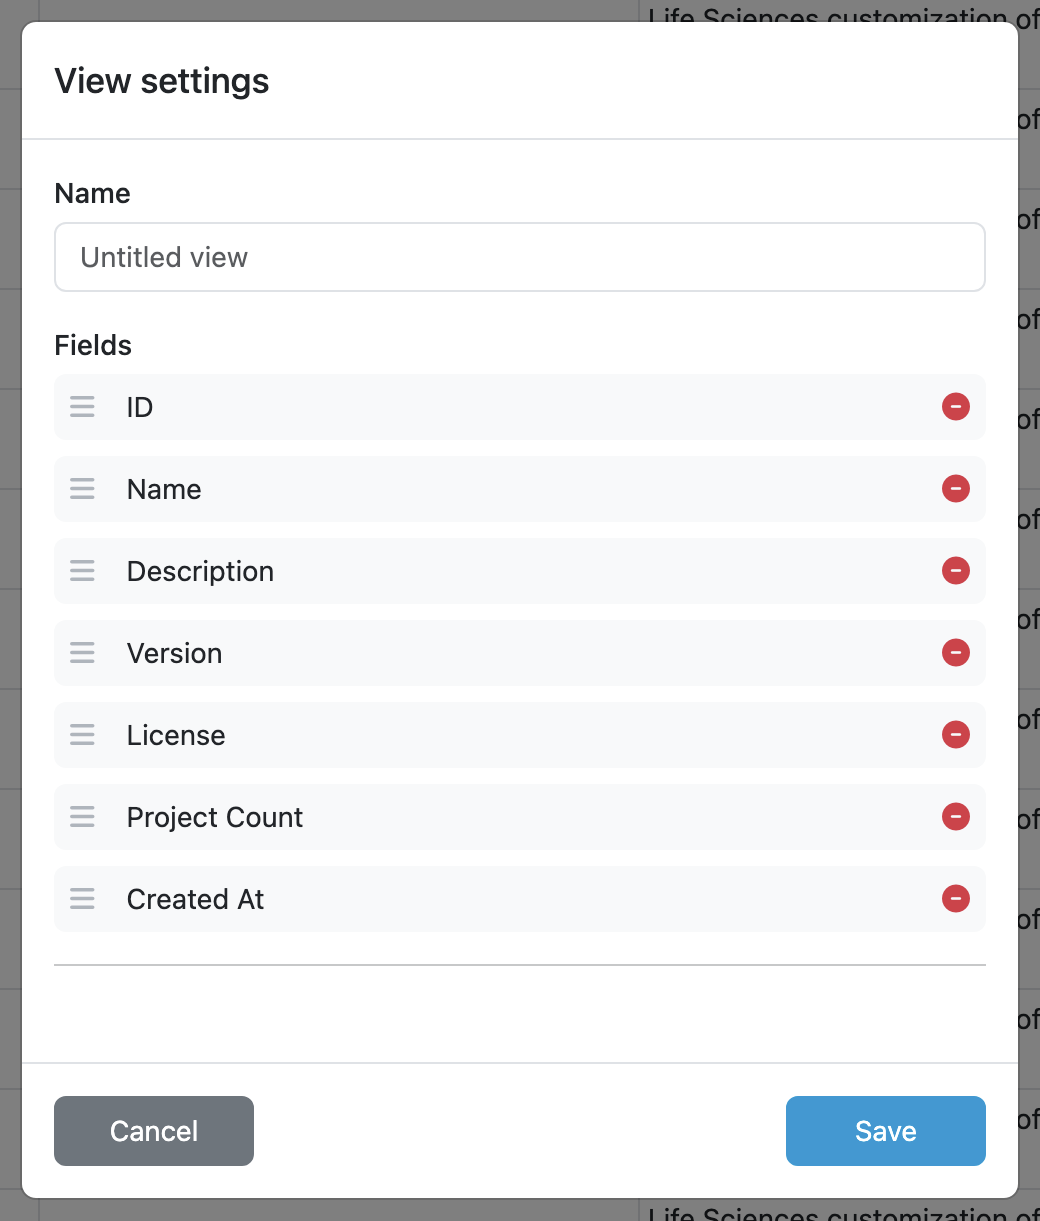 Life Sciences customization of
View settings
of
Name
Untitled view
of
of
Fields
ID
of
Name
of
Description
of
Version
License
of
Project Count
of
Created At
of
of
Cancel
Save
of
Life Sciences customization of